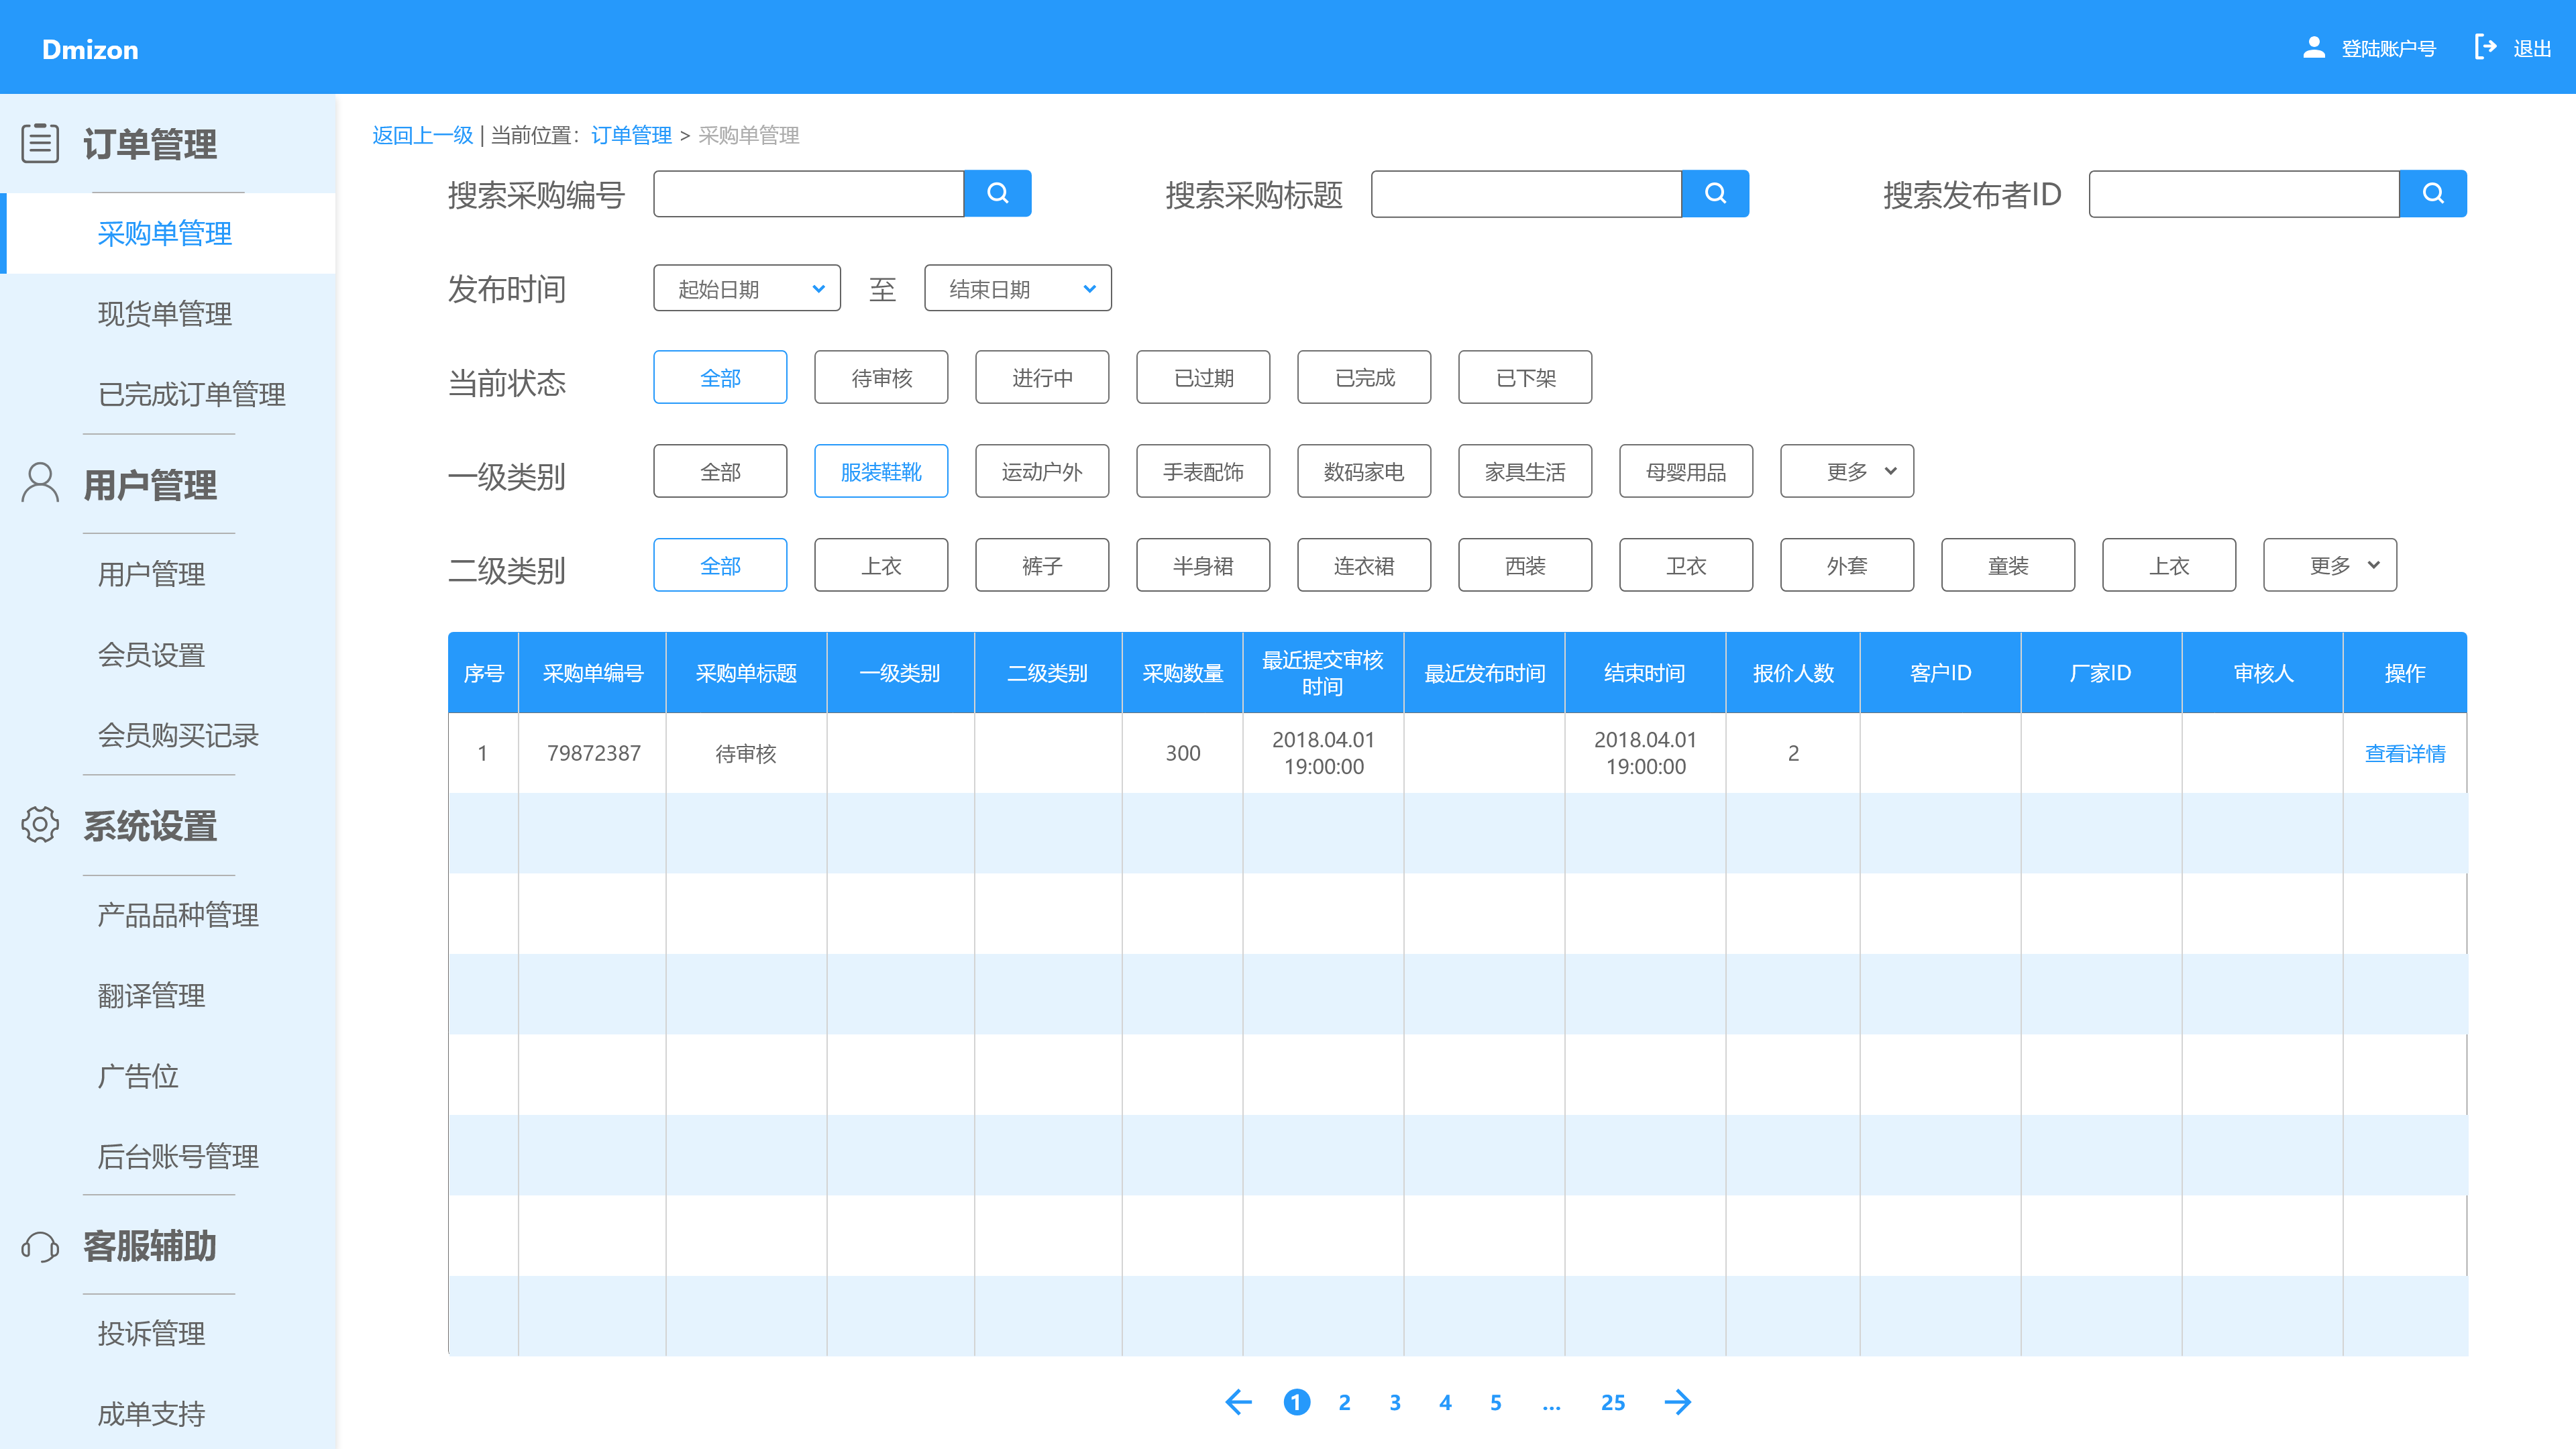 Dmizon
登陆账户号
退出
订单管理
采购单管理
现货单管理
已完成订单管理
用户管理
用户管理
会员设置
会员购买记录
系统设置
产品品种管理
翻译管理
广告位
后台账号管理
客服辅助
投诉管理
成单支持
返回上一级 | 当前位置：订单管理 > 采购单管理
搜索采购编号
搜索采购标题
搜索发布者ID
发布时间 起始日期 至 结束日期
当前状态 全部 待审核 进行中 已过期 已完成 已下架
一级类别 全部 服装鞋靴 运动户外 手表配饰 数码家电 家具生活 母婴用品 更多
二级类别 全部 上衣 裤子 半身裙 连衣裙 西装 卫衣 外套 童装 上衣 更多
序号 采购单编号 采购单标题 一级类别 二级类别 采购数量 最近提交审核时间 最近发布时间 结束时间 报价人数 客户ID 厂家ID 审核人 操作
1 79872387 待审核 300 2018.04.01 19:00:00 2018.04.01 19:00:00 2 查看详情
1 2 3 4 5 ... 25